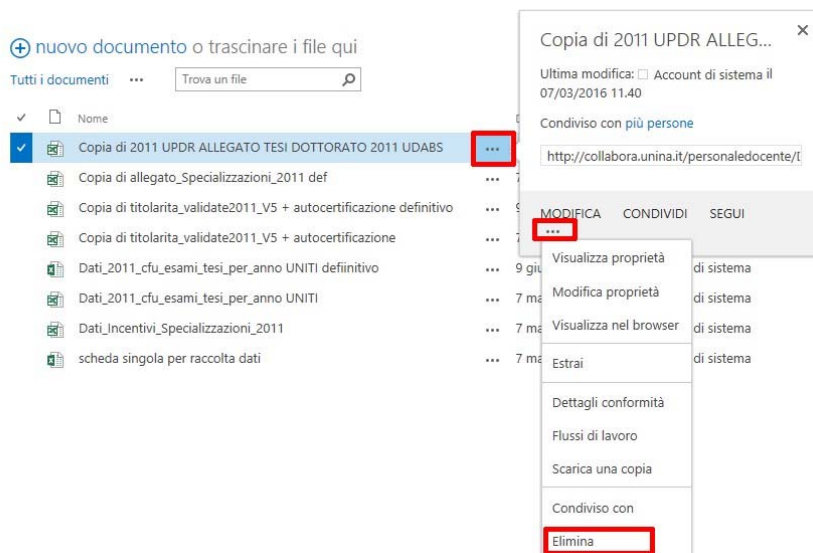 nuovo documento o trascinare i file qui
Tutti i documenti ... Trova un file
Nome
Copia di 2011 UPDR ALLEGATO TESI DOTTORATO 2011 UDABS ...
Copia di allegato_Specializzazioni_2011 def ...
Copia di titolarita_validate2011_V5 + autocertificazione definitivo ...
Copia di titolarita_validate2011_V5 + autocertificazione ...
Dati_2011_cfu_esami_tesi_per_anno UNITI defiinitivo ... 9 giu di sistema
Dati_2011_cfu_esami_tesi_per_anno UNITI ... 7 ma di sistema
Dati_Incentivi_Specializzazioni_2011 ... 7 ma di sistema
scheda singola per raccolta dati ... 7 ma di sistema
Copia di 2011 UPDR ALLEG...
Ultima modifica: Account di sistema il
07/03/2016 11.40
Condiviso con più persone
http://collabora.unina.it/personaledocente/
MODIFICA CONDIVIDI SEGUI
...
Visualizza proprietà
Modifica proprietà
Visualizza nel browser
Estrai
Dettagli conformità
Flussi di lavoro
Scarica una copia
Condiviso con
Elimina